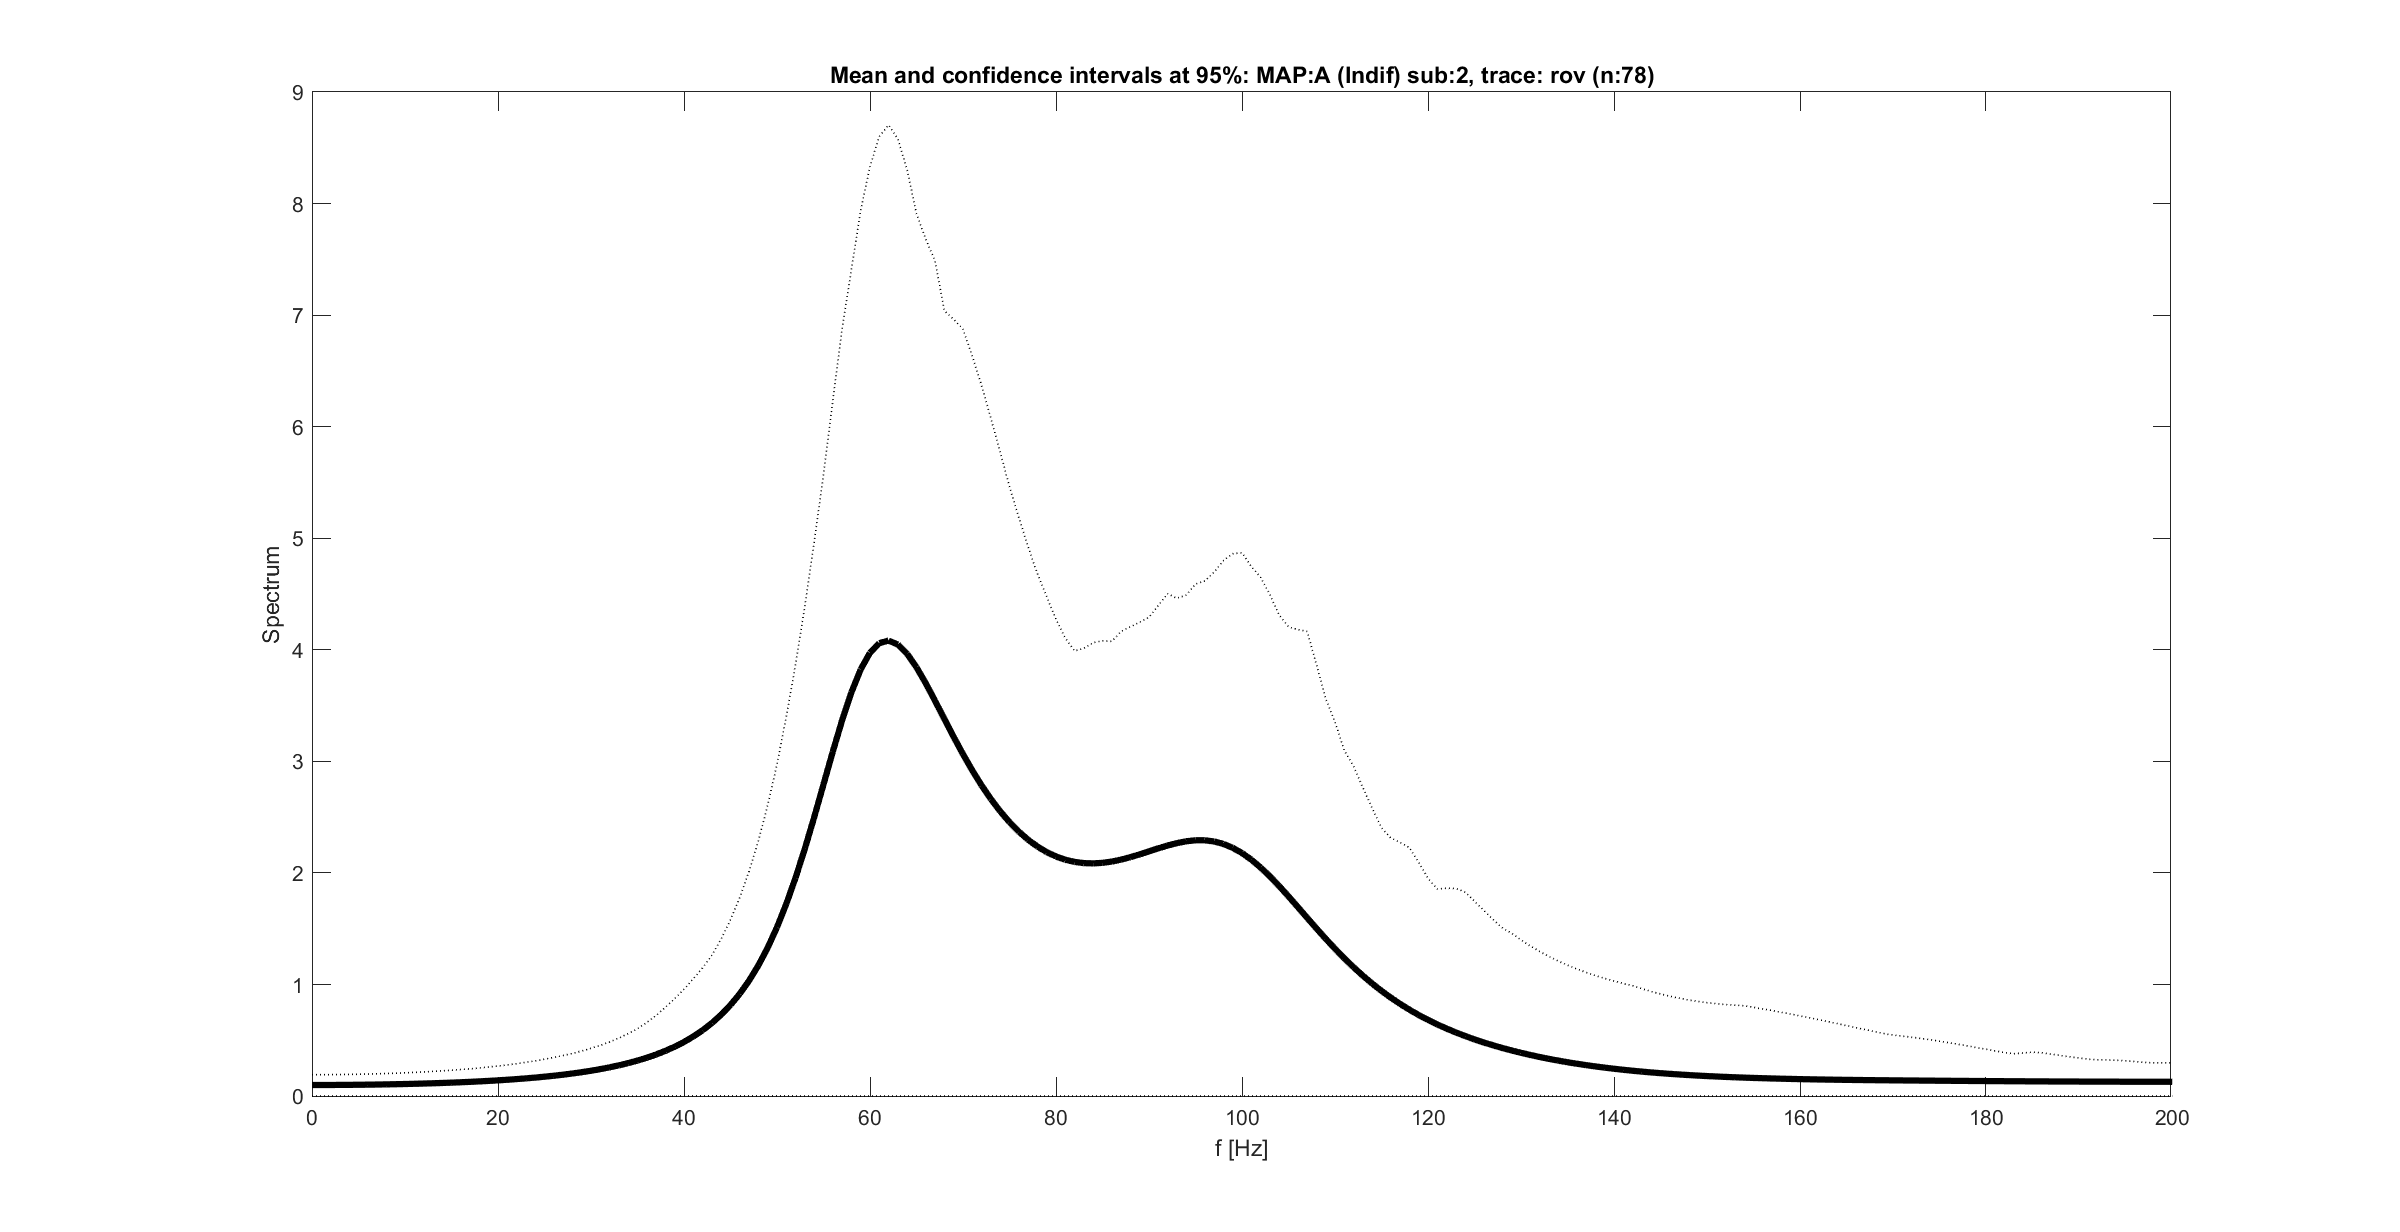 Mean and confidence intervals at 95%: MAP:A (Indif) sub:2, trace: rov (n:78)
9
8
7
6
5
4
3
2
1
0
Spectrum
0 20 40 60 80 100 120 140 160 180 200
f [Hz]